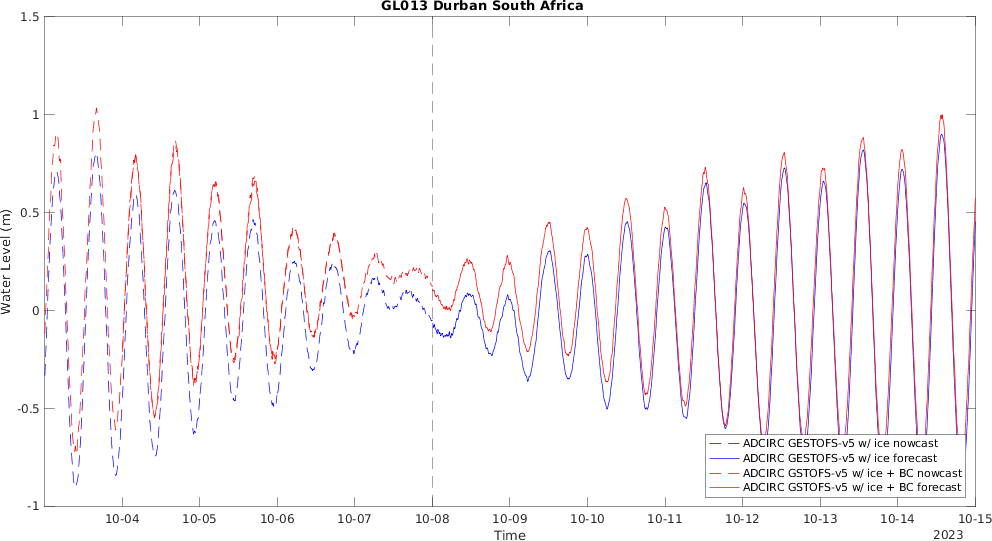 GL013 Durban South Africa
1.5
1
0.5
0
-0.5
-1
Water Level (m)
ADCIRC GESTOFS-v5 w/ ice nowcast
ADCIRC GESTOFS-v5 w/ ice forecast
ADCIRC GSTOFS-v5 w/ ice + BC nowcast
ADCIRC GSTOFS-v5 w/ ice + BC forecast
10-04 10-05 10-06 10-07 10-08 10-09 10-10 10-11 10-12 10-13 10-14 10-15
Time
2023